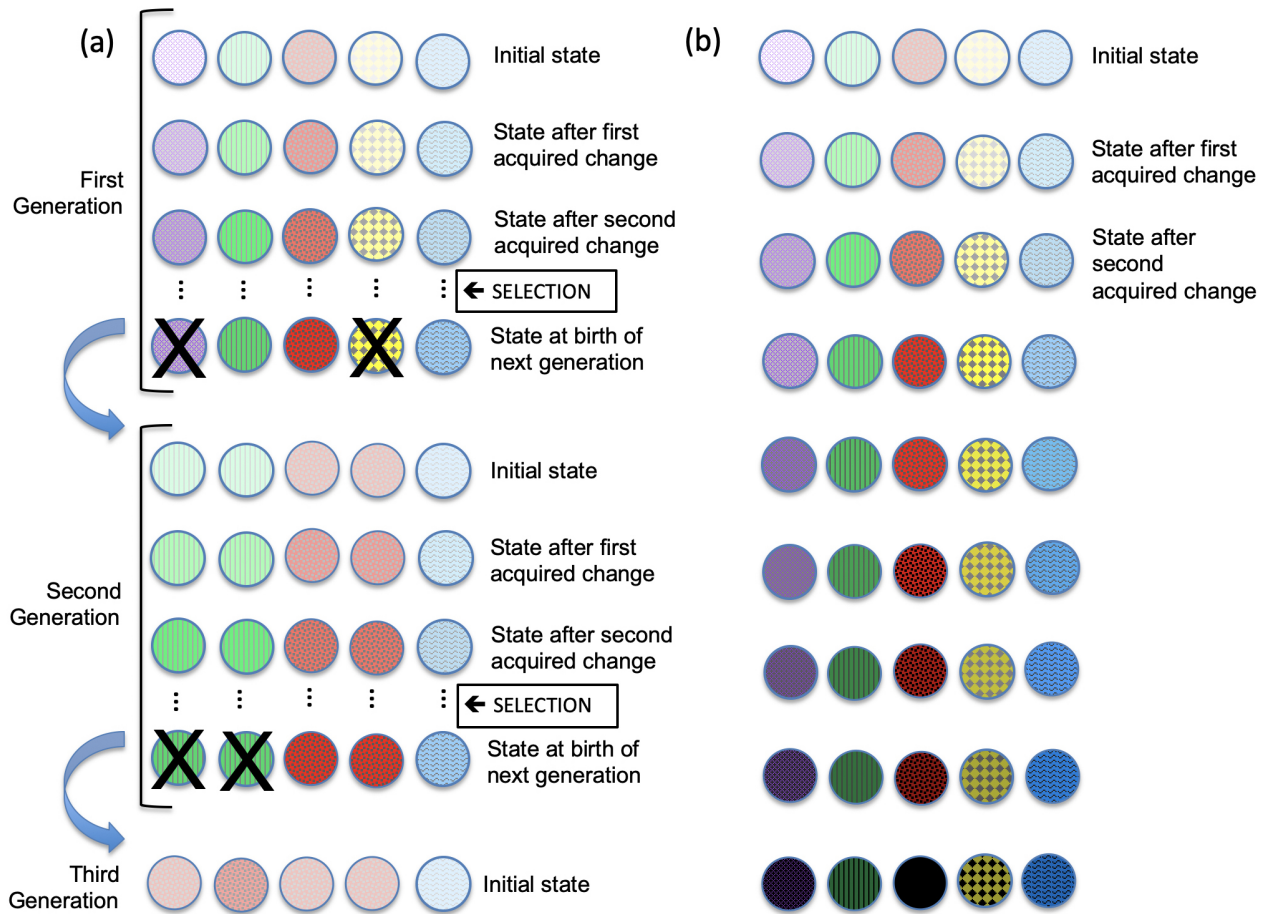 (a)
Initial state
State after first
acquired change
First
Generation
State after second
acquired change
← SELECTION
State at birth of
next generation
Initial state
State after first
acquired change
Second
Generation
State after second
acquired change
← SELECTION
State at birth of
next generation
Third
Generation
Initial state
(b)
Initial state
State after first
acquired change
State after
second
acquired change